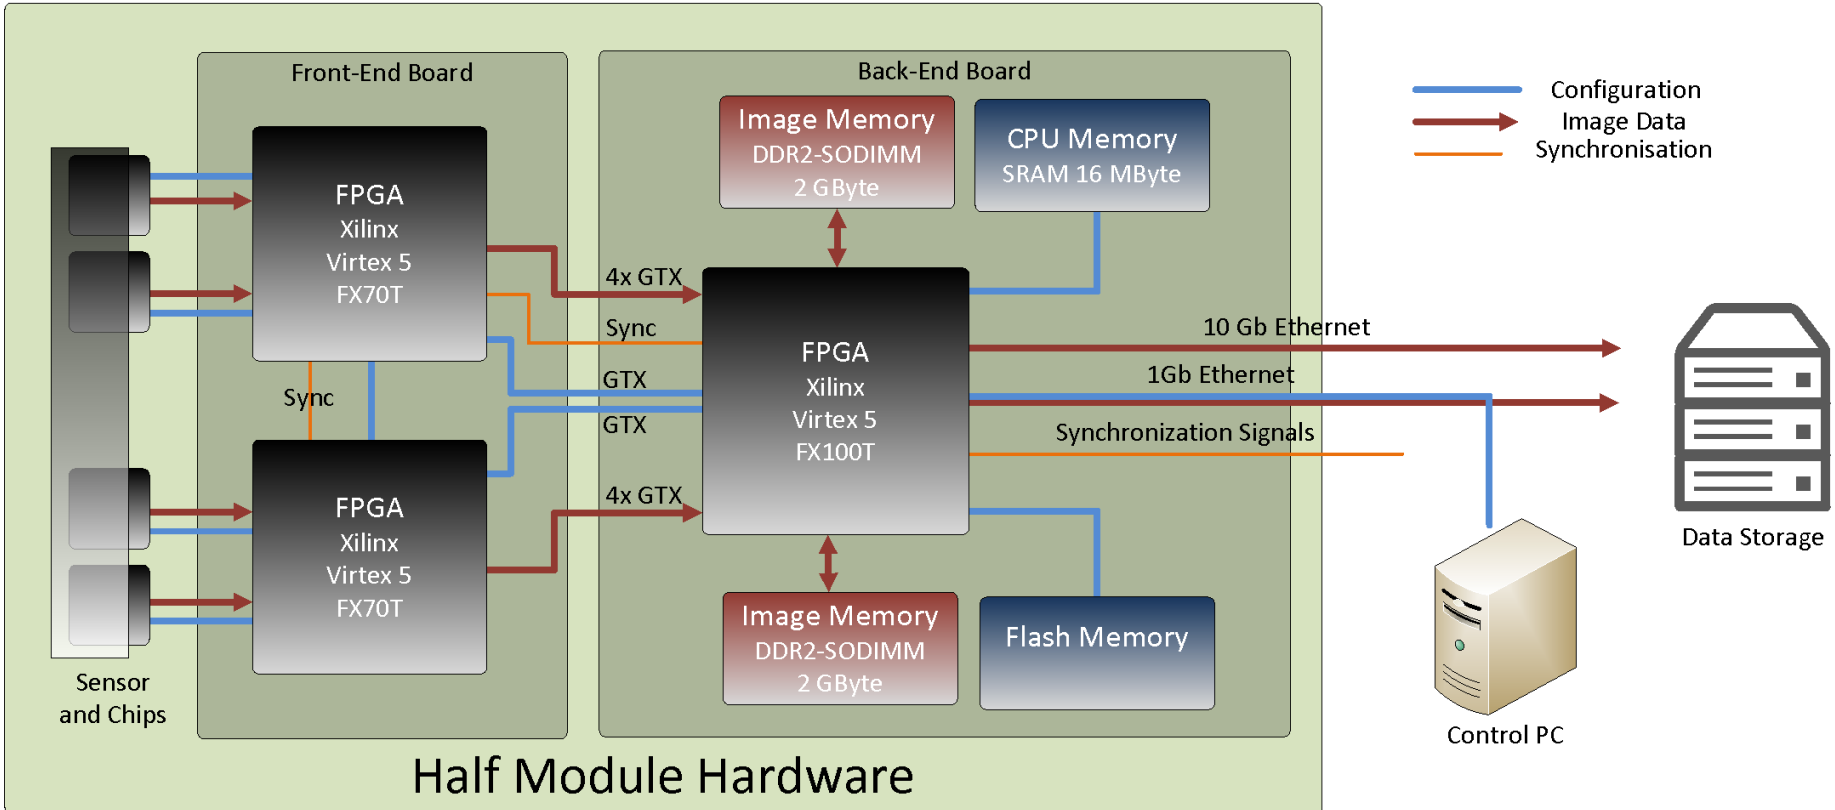 Front-End Board
Back-End Board
Configuration
Image Data
Synchronisation
Image Memory
DDR2-SODIMM
2 GByte
CPU Memory
SRAM 16 MByte
FPGA
Xilinx
Virtex 5
FX70T
4x GTX
Sync
GTX
GTX
4x GTX
Sync
FPGA
Xilinx
Virtex 5
FX100T
10 Gb Ethernet
1Gb Ethernet
Synchronization Signals
FPGA
Xilinx
Virtex 5
FX70T
Image Memory
DDR2-SODIMM
2 GByte
Flash Memory
Data Storage
Control PC
Sensor
and Chips
Half Module Hardware